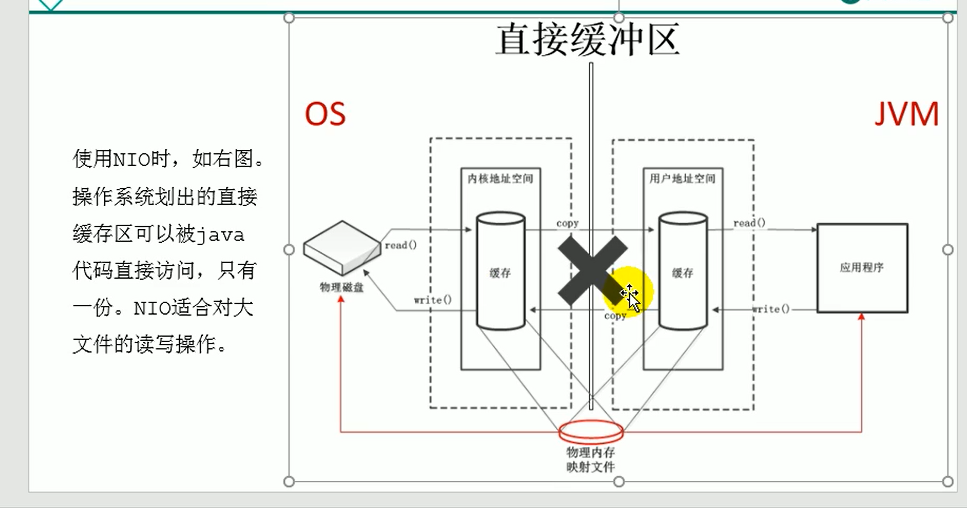 直接缓冲区
OS
JVM
使用NIO时，如右图。
操作系统划出的直接
缓存区可以被java
代码直接访问，只有
一份。NIO适合对大
文件的读写操作。
内核地址空间
用户地址空间
copy
read()
read()
缓存
缓存
应用程序
物理磁盘
write()
write()
copy
物理内存
映射文件